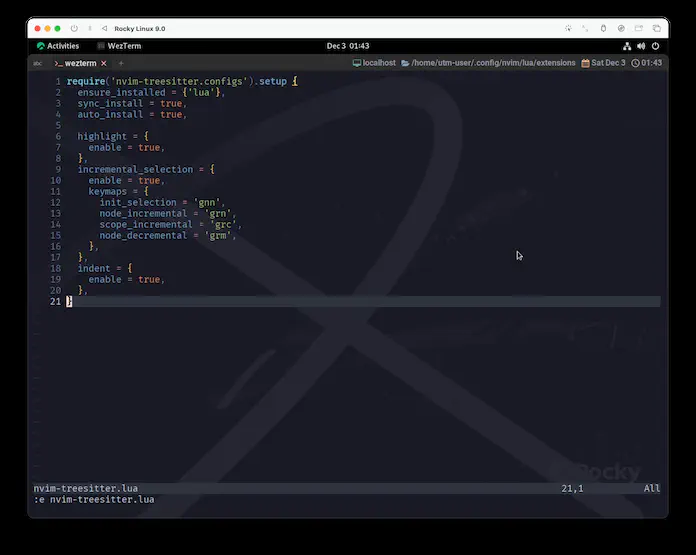 Rocky Linux 9.0
Activities WezTerm Dec 3 01:43
wezterm localhost /home/utm-user/.config/nvim/lua/extensions Sat Dec 3 01:43
1 require('nvim-treesitter.configs').setup {
2 ensure_installed = {'lua'},
3 sync_install = true,
4 auto_install = true,
5
6 highlight = {
7 enable = true,
8 },
9 incremental_selection = {
10 enable = true,
11 keymaps = {
12 init_selection = 'gnn',
13 node_incremental = 'grn',
14 scope_incremental = 'grc',
15 node_decremental = 'grm',
16 },
17 },
18 indent = {
19 enable = true,
20 },
21 }
Rocky
nvim-treesitter.lua 21,1 All
:e nvim-treesitter.lua